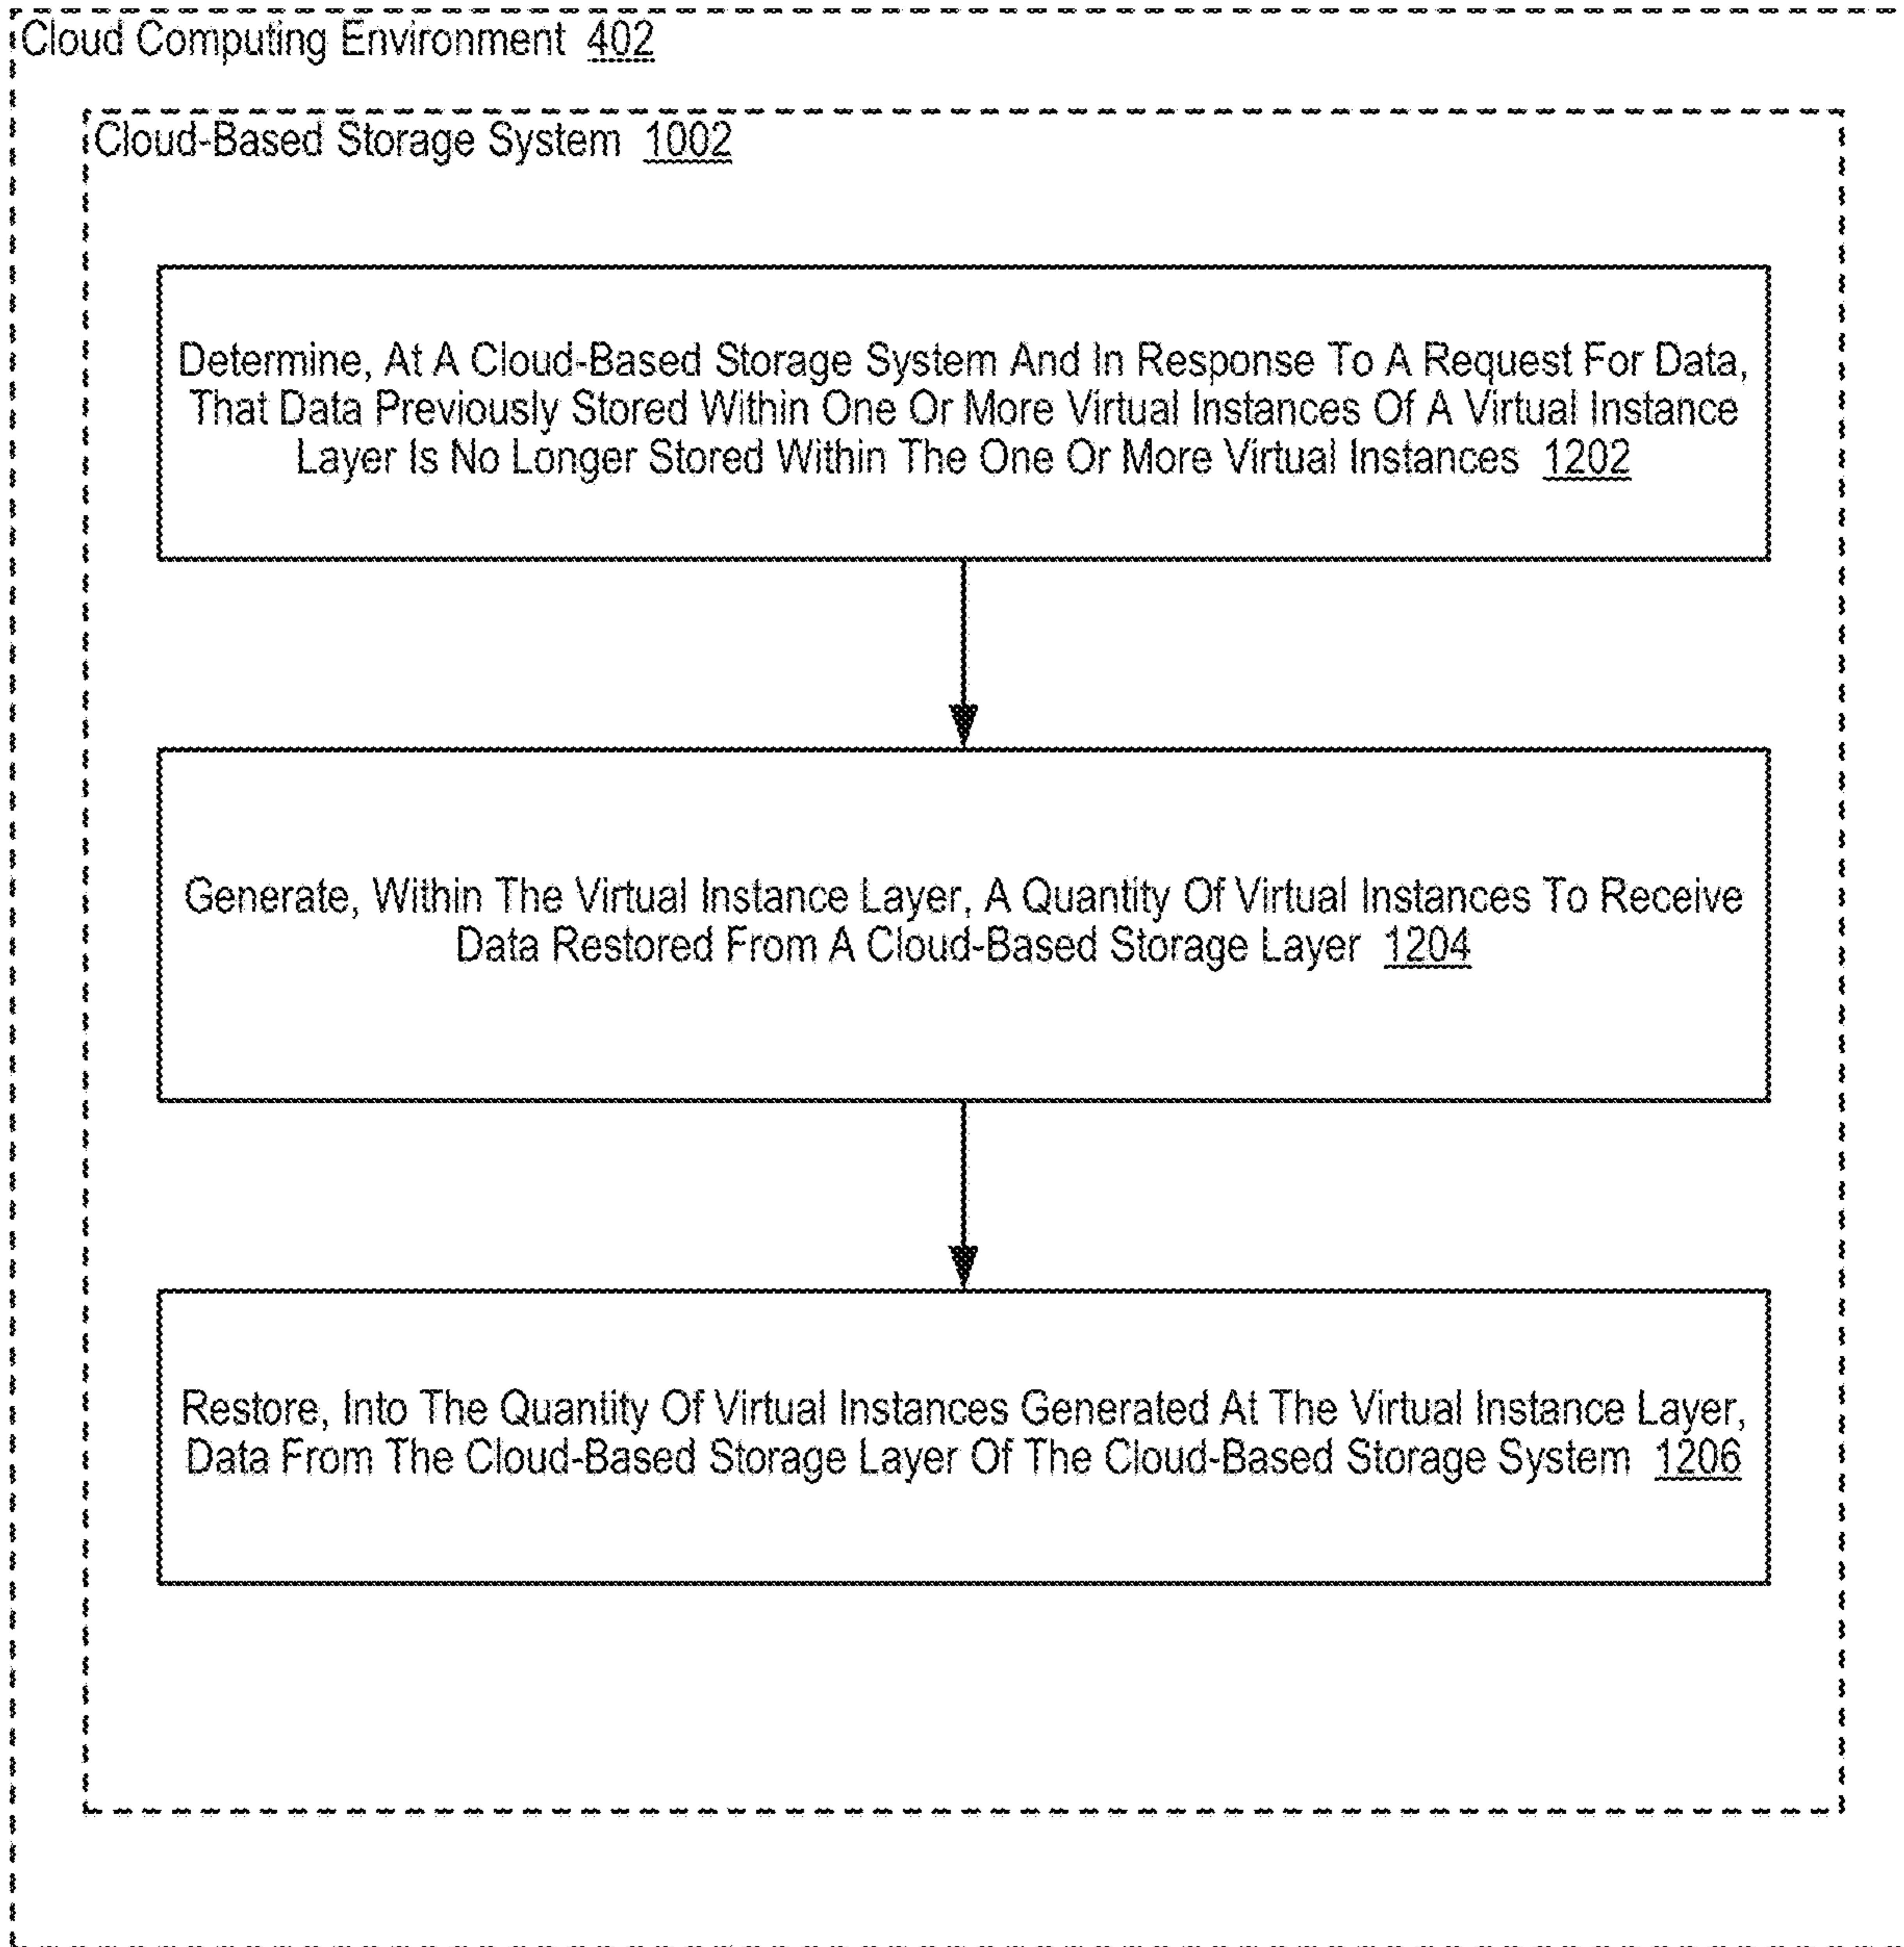 Cloud Computing Environment 402
Cloud-Based Storage System 1002
Determine, At A Cloud-Based Storage System And In Response To A Request For Data,
That Data Previously Stored Within One Or More Virtual Instances Of A Virtual Instance
Layer Is No Longer Stored Within The One Or More Virtual Instances 1202
Generate, Within The Virtual Instance Layer, A Quantity Of Virtual Instances To Receive
Data Restored From A Cloud-Based Storage Layer 1204
Restore, Into The Quantity Of Virtual Instances Generated At The Virtual Instance Layer,
Data From The Cloud-Based Storage Layer Of The Cloud-Based Storage System 1206